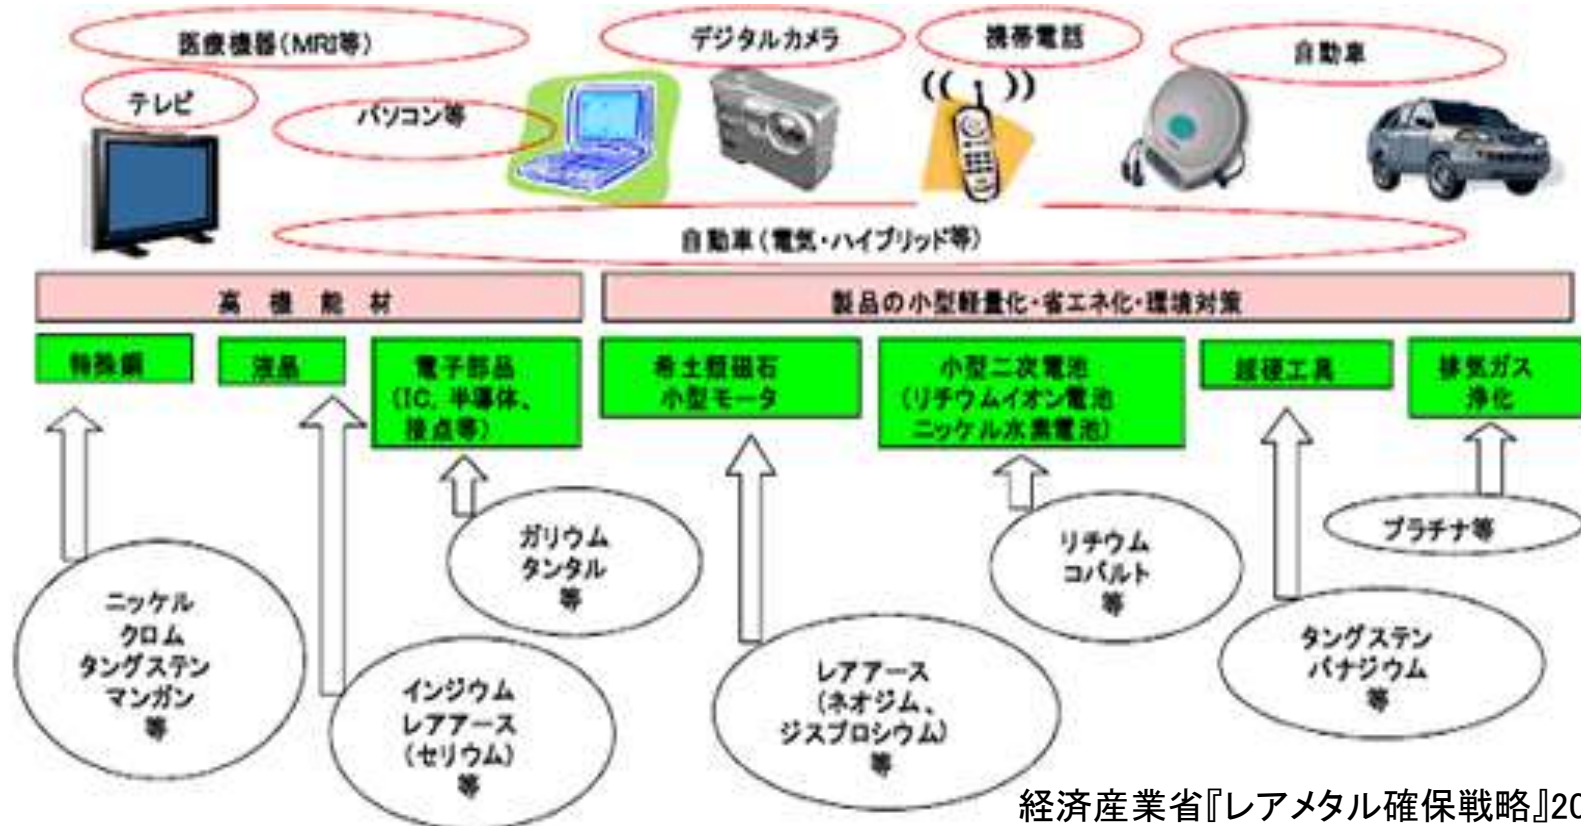 医療機器(MRI等)
デジタルカメラ
携帯電話
自動車
テレビ
パソコン等
自動車(電気・ハイブリッド等)
高機能材
製品の小型軽量化・省エネ化・環境対策
特殊鋼
液晶
電子部品
(IC, 半導体、
接点等)
希土類磁石
小型モータ
小型二次電池
(リチウムイオン電池
ニッケル水素電池)
超硬工具
排気ガス
浄化
ニッケル
クロム
タングステン
マンガン
等
インジウム
レアアース
(セリウム)
等
ガリウム
タンタル
等
レアアース
(ネオジム、
ジスプロシウム)
等
リチウム
コバルト
等
タングステン
バナジウム
等
プラチナ等
経済産業省『レアメタル確保戦略』20